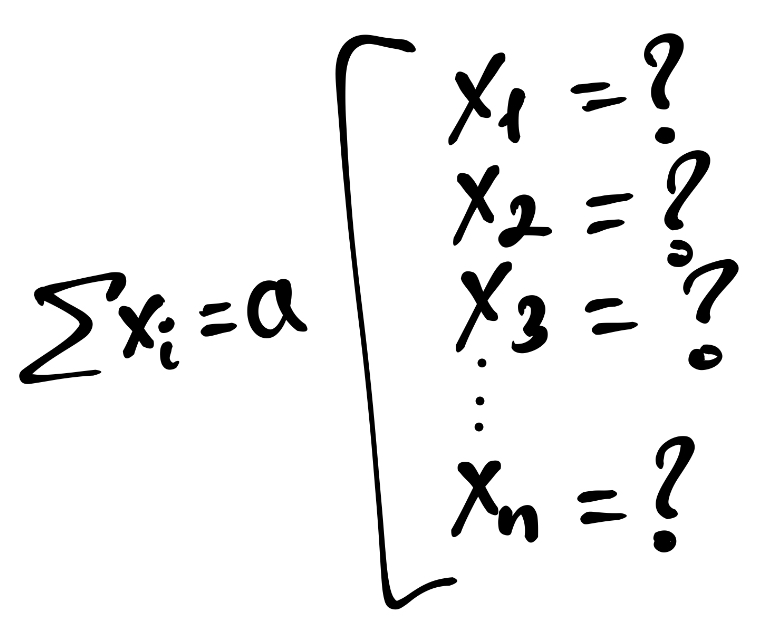 ∑xᵢ = a
x₁ = ?
x₂ = ?
x₃ = ?
⋮
xₙ = ?